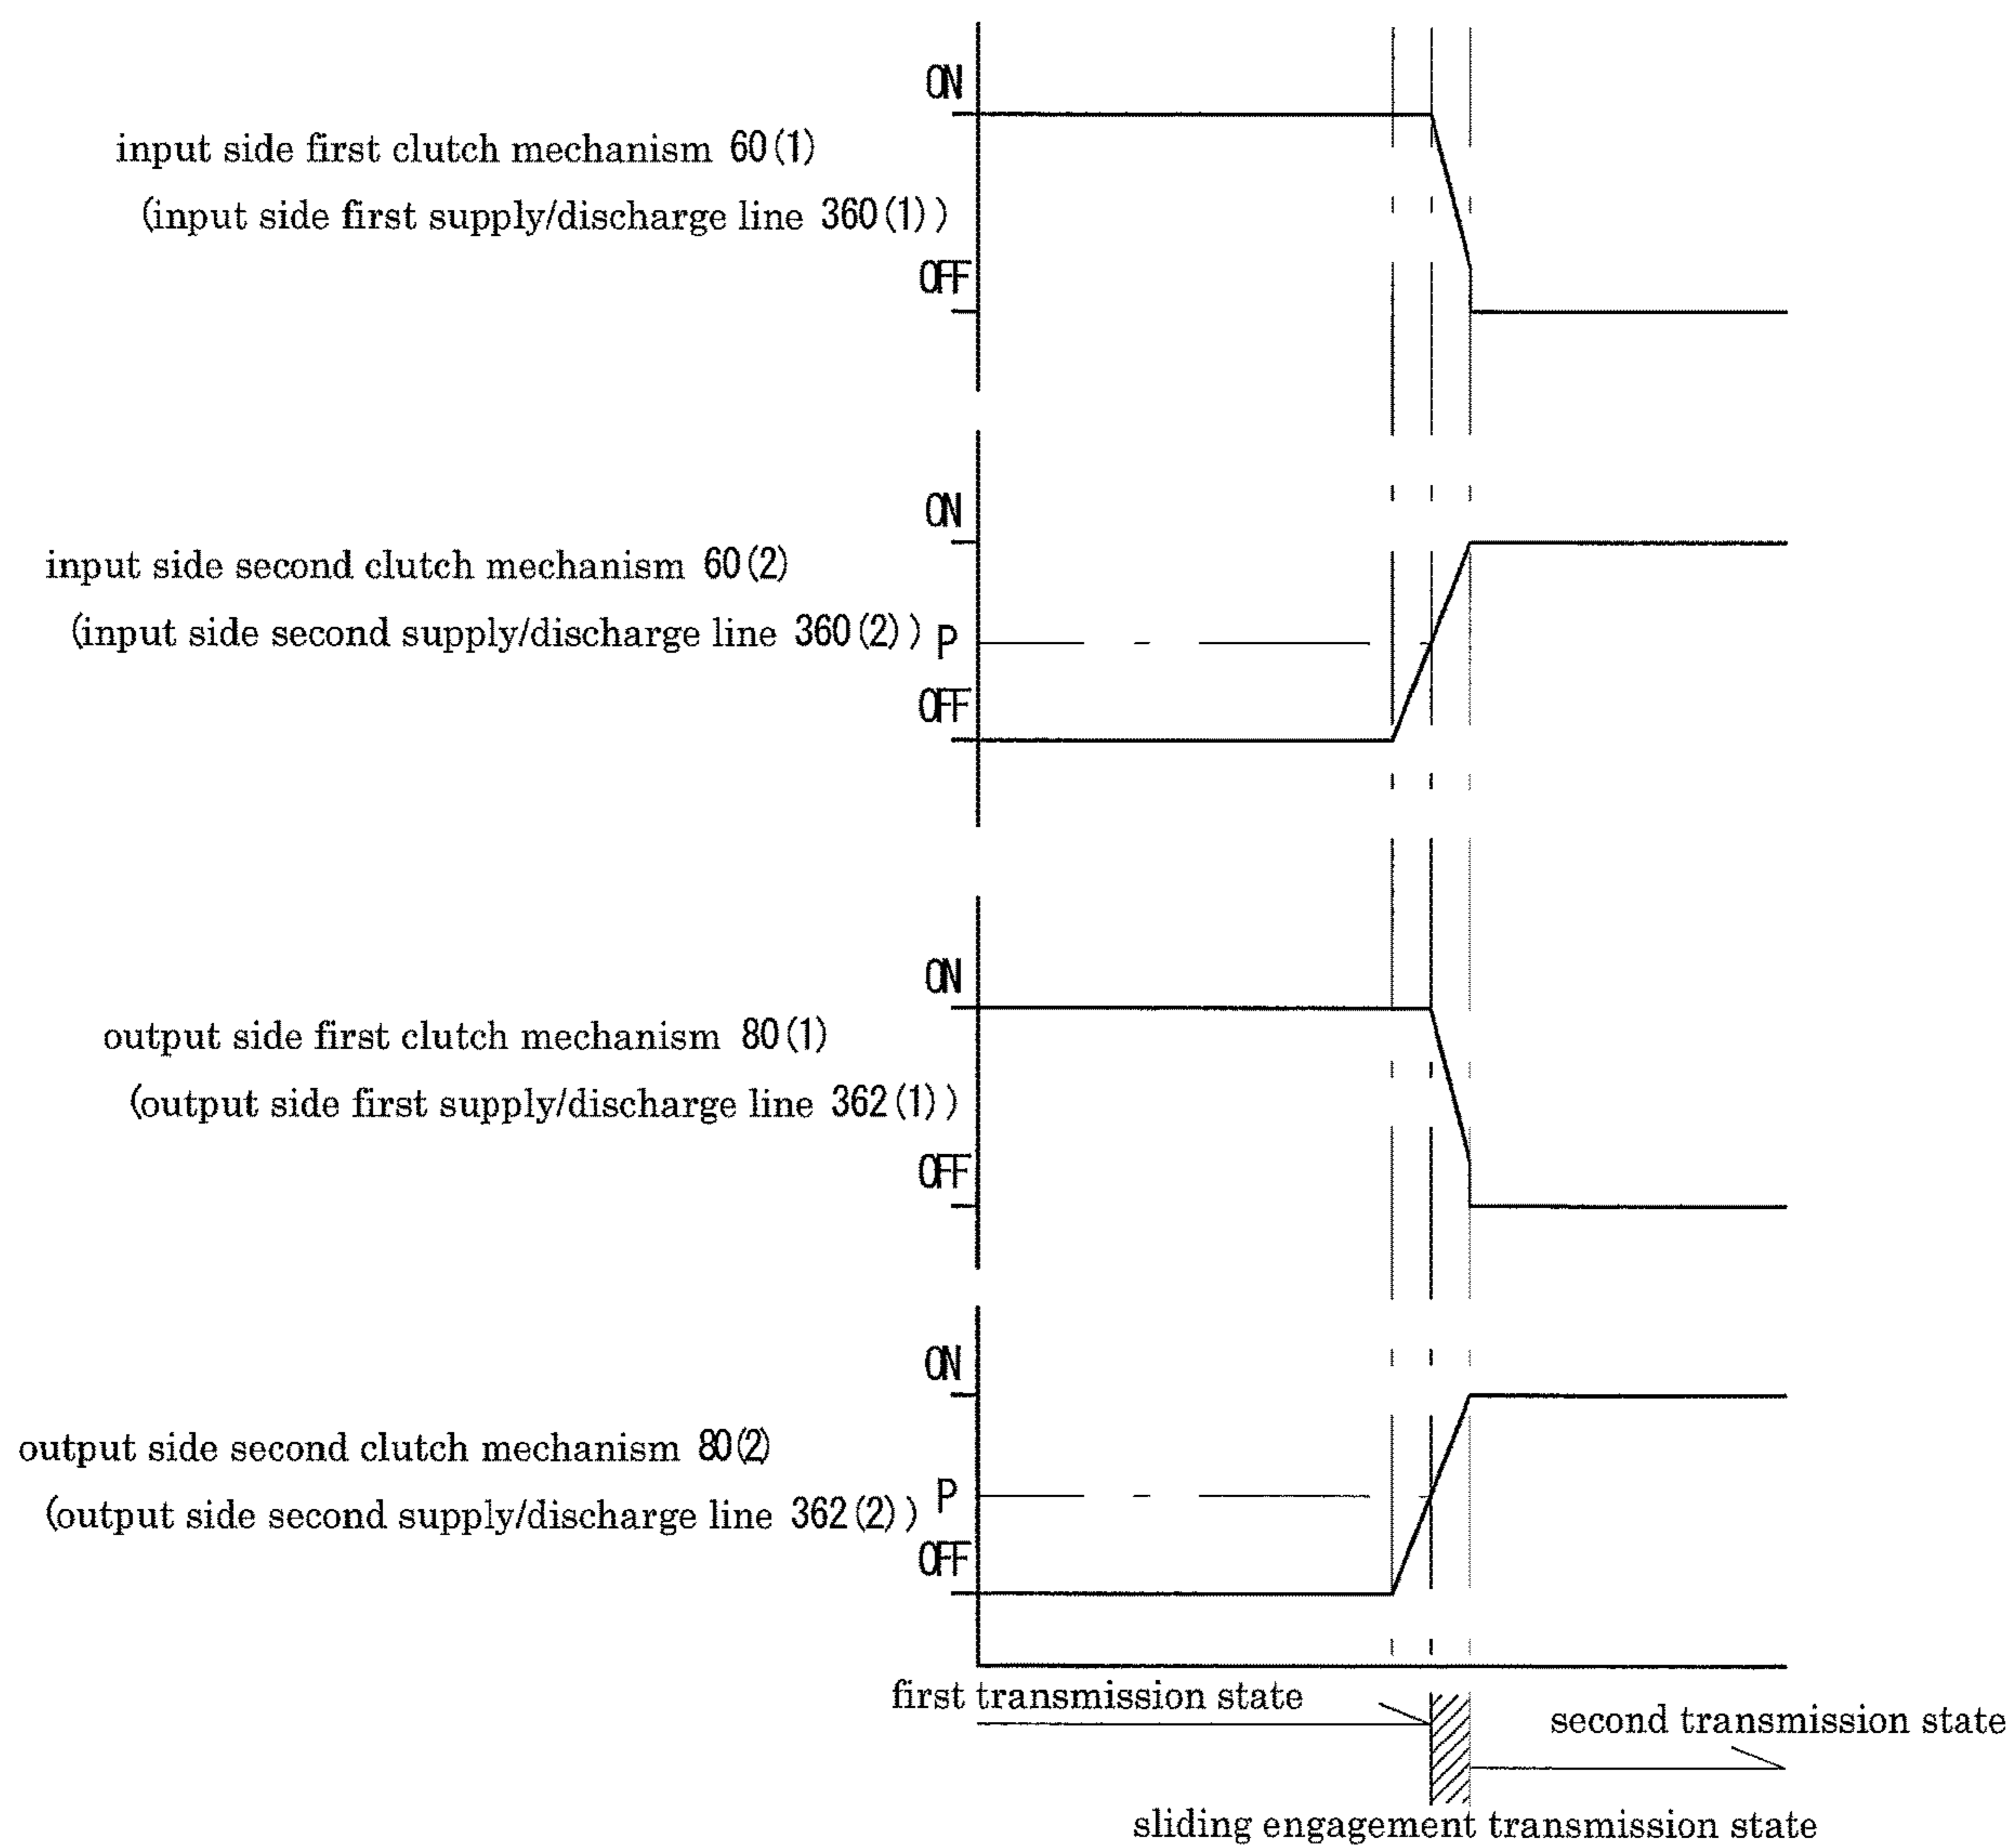 ON
input side first clutch mechanism 60(1)
(input side first supply/discharge line 360(1))
OFF
ON
input side second clutch mechanism 60(2)
(input side second supply/discharge line 360(2)) P
OFF
ON
output side first clutch mechanism 80(1)
(output side first supply/discharge line 362(1))
OFF
ON
output side second clutch mechanism 80(2)
(output side second supply/discharge line 362(2)) P
OFF
first transmission state
second transmission state
sliding engagement transmission state